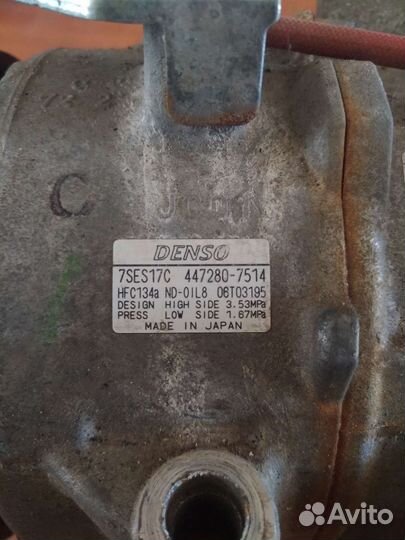 C
DENSO
7SES17C 447280-7514
HFC134a ND-OIL8 06T03195
DESIGN HIGH SIDE 3.53MPa
PRESS LOW SIDE 1.67MPa
MADE IN JAPAN
Avito